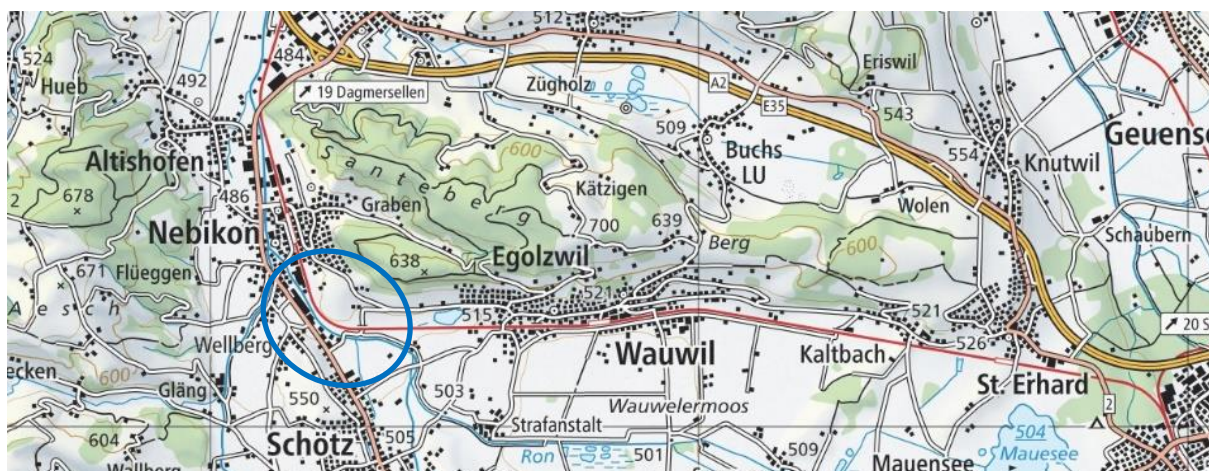 524
Hueb
492
484
19 Dagmersellen
512
Zügholz
A2
E35
Eriswil
543
509
600
Buchs
LU
554
Knutwil
Geuens
Altishofen
Santeberg
Kätzigen
2
678
486
Graben
700
639
Wolen
Schaubern
Nebikon
638
Egolzwil
Berg
600
671
Flüeggen
521
Aesch
515
521
526
20 S
Wellberg
Wauwil
Kaltbach
St. Erhard
ecken
600
Gläng
503
550
Wauwelermoos
2
Strafanstalt
504
604
Schötz
505
509
Mauesee
Wallberg
Ron
501
Mauensee